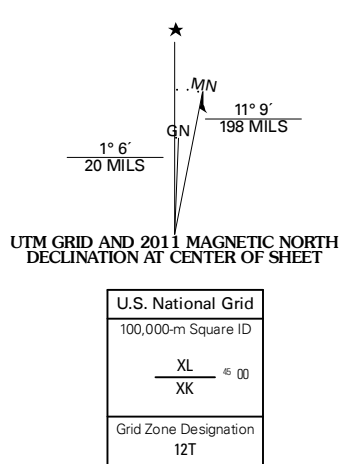 ★
MN
11° 9´
198 MILS
GN
1° 6´
20 MILS
UTM GRID AND 2011 MAGNETIC NORTH
DECLINATION AT CENTER OF SHEET
U.S. National Grid
100,000-m Square ID
XL
45 00
XK
Grid Zone Designation
12T